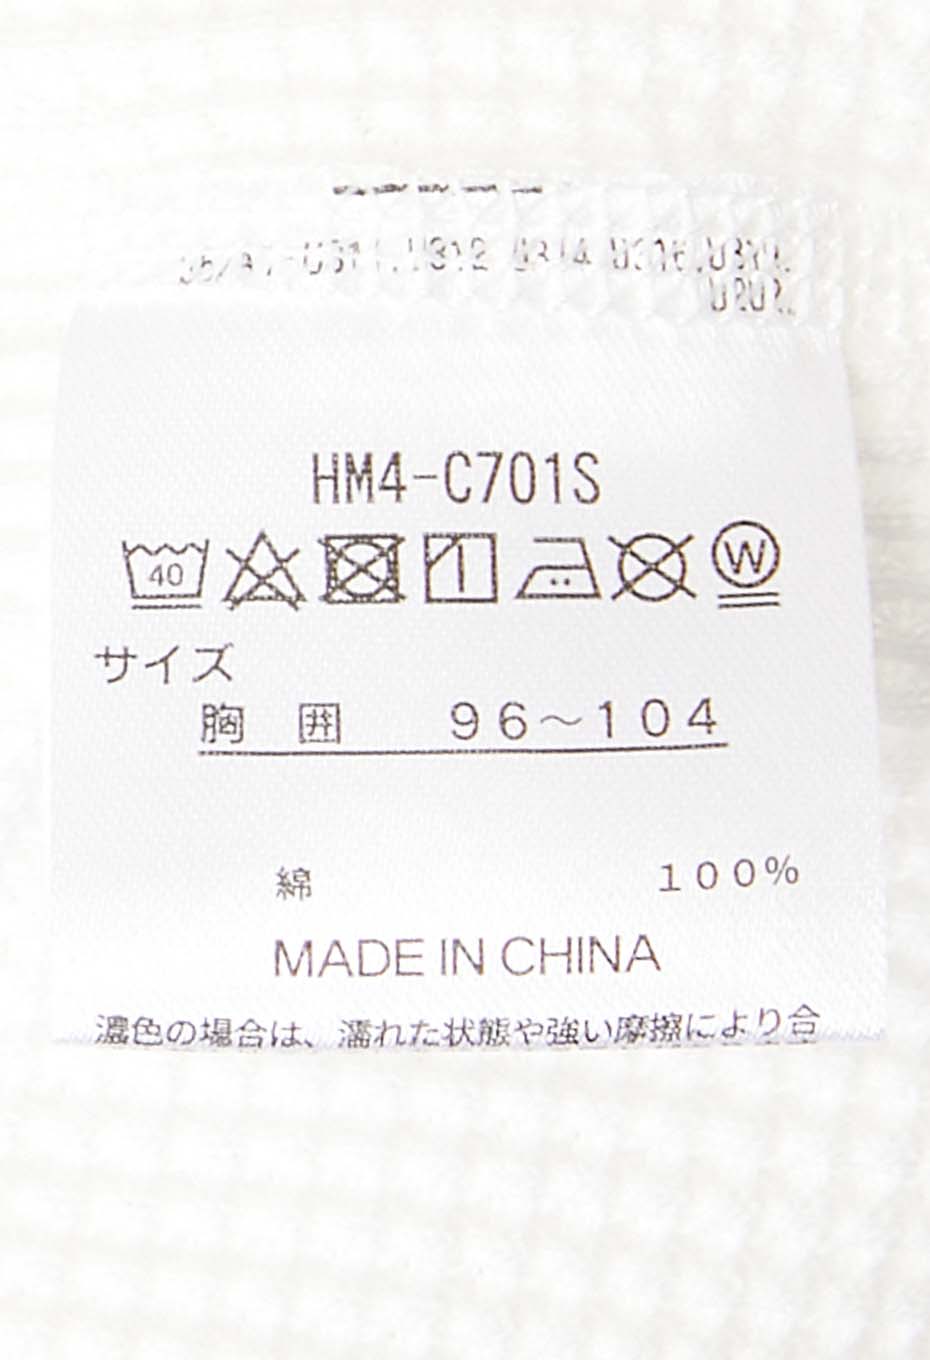 HM4-C701S
40
W
サイズ
胸 囲 96～104
綿 100%
MADE IN CHINA
濃色の場合は、濡れた状態や強い摩擦により合